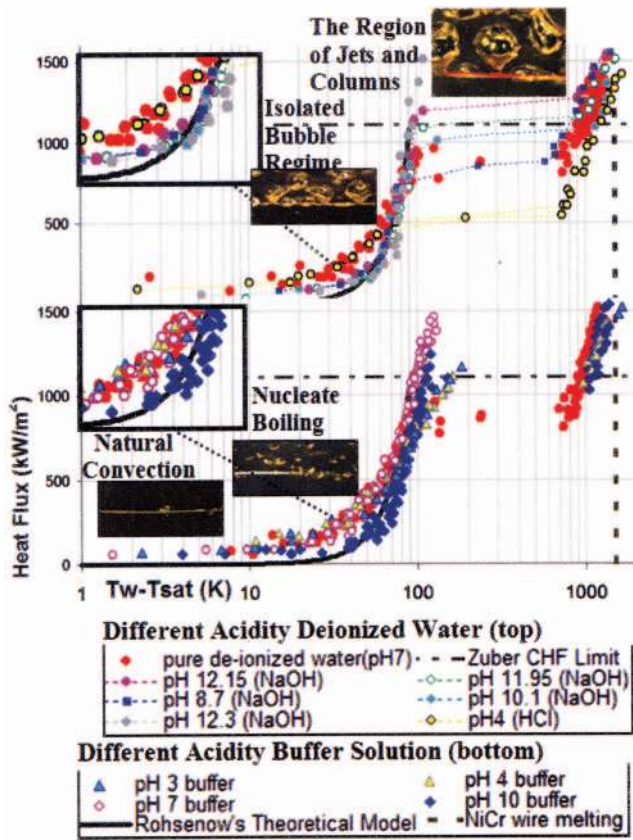 The Region
of Jets and
Columns
1500
1000
500
Isolated
Bubble
Regime
1500
1000
500
0
Nucleate
Boiling
Natural
Convection
Heat Flux (kW/m²)
1
10
100
1000
Tw-Tsat (K)
Different Acidity Deionized Water (top)
pure de-ionized water(pH7)
Zuber CHF Limit
pH 12.15 (NaOH)
pH 11.95 (NaOH)
pH 8.7 (NaOH)
pH 10.1 (NaOH)
pH 12.3 (NaOH)
pH4 (HCl)
Different Acidity Buffer Solution (bottom)
pH 3 buffer
pH 4 buffer
pH 7 buffer
pH 10 buffer
Rohsenow's Theoretical Model
NiCr wire melting